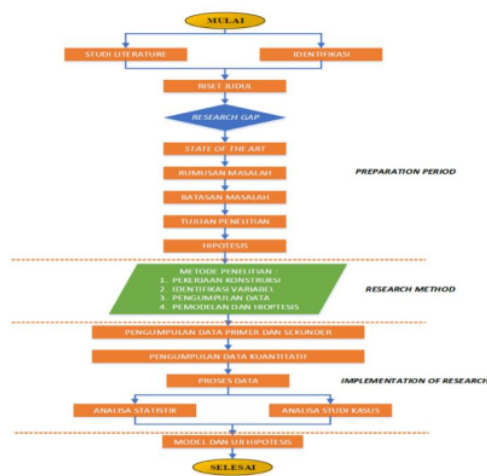 MULAI
STUDI LITERATURE
IDENTIFIKASI
RISET JUDUL
RESEARCH GAP
STATE OF THE ART
RUMUSAN MASALAH
PREPARATION PERIOD
BATASAN MASALAH
TUJUAN PENELITIAN
HIPOTESIS
METODE PENELITIAN :
1. PEKERJAAN KONSTRUKSI
2. IDENTIFIKASI VARIABEL
3. PENGUMPULAN DATA
4. PEMODELAN DAN HIOPTESIS
RESEARCH METHOD
PENGUMPULAN DATA PRIMER DAN SEKUNDER
PENGUMPULAN DATA KUANTITATIF
PROSES DATA
IMPLEMENTATION OF RESEARCH
ANALISA STATISTIK
ANALISA STUDI KASUS
MODEL DAN UJI HIPOTESIS
SELESAI